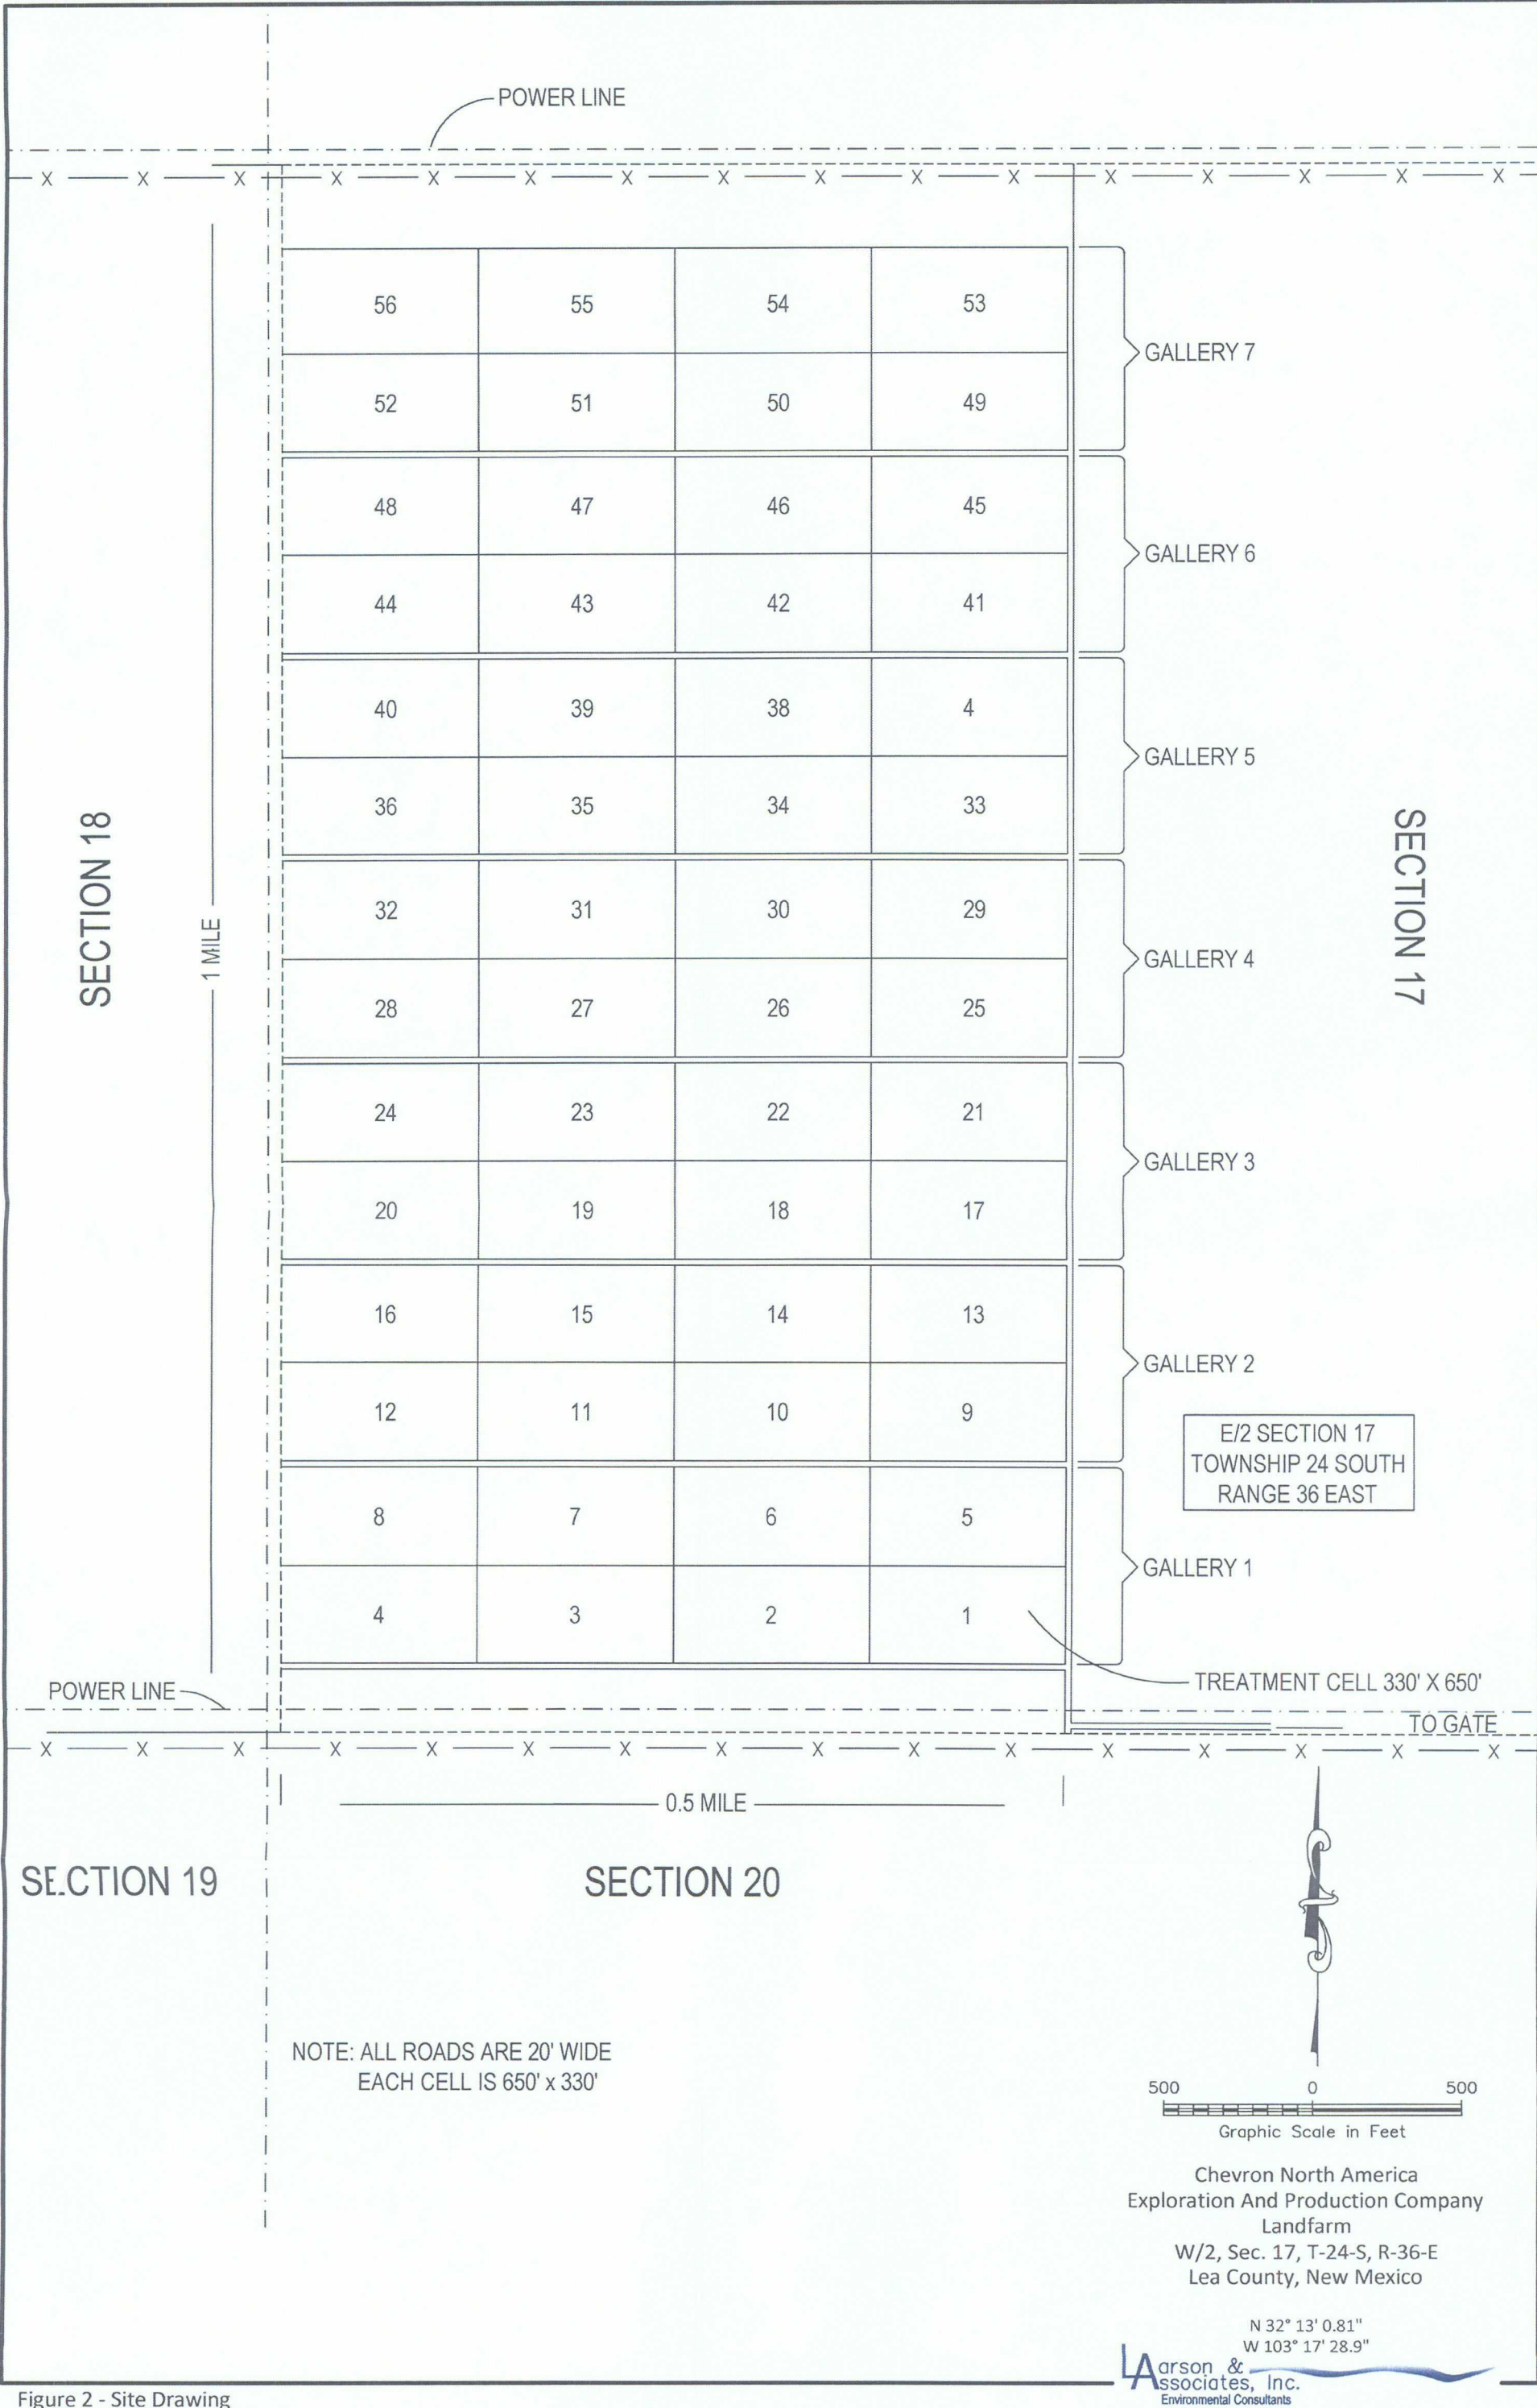 POWER LINE
X X X X X X X X X X X X X X X X
56 55 54 53
GALLERY 7
52 51 50 49
48 47 46 45
GALLERY 6
44 43 42 41
40 39 38 4
GALLERY 5
36 35 34 33
SECTION 18
1 MILE
SECTION 17
32 31 30 29
GALLERY 4
28 27 26 25
24 23 22 21
GALLERY 3
20 19 18 17
16 15 14 13
GALLERY 2
12 11 10 9
E/2 SECTION 17
TOWNSHIP 24 SOUTH
RANGE 36 EAST
8 7 6 5
GALLERY 1
4 3 2 1
TREATMENT CELL 330' X 650'
POWER LINE
TO GATE
X X X X X X X X X X X X X X X X
0.5 MILE
SECTION 19
SECTION 20
NOTE: ALL ROADS ARE 20' WIDE
EACH CELL IS 650' x 330'
500 0 500
Graphic Scale in Feet
Chevron North America
Exploration And Production Company
Landfarm
W/2, Sec. 17, T-24-S, R-36-E
Lea County, New Mexico
N 32° 13' 0.81"
W 103° 17' 28.9"
Larson &
Associates, Inc.
Environmental Consultants
Figure 2 - Site Drawing